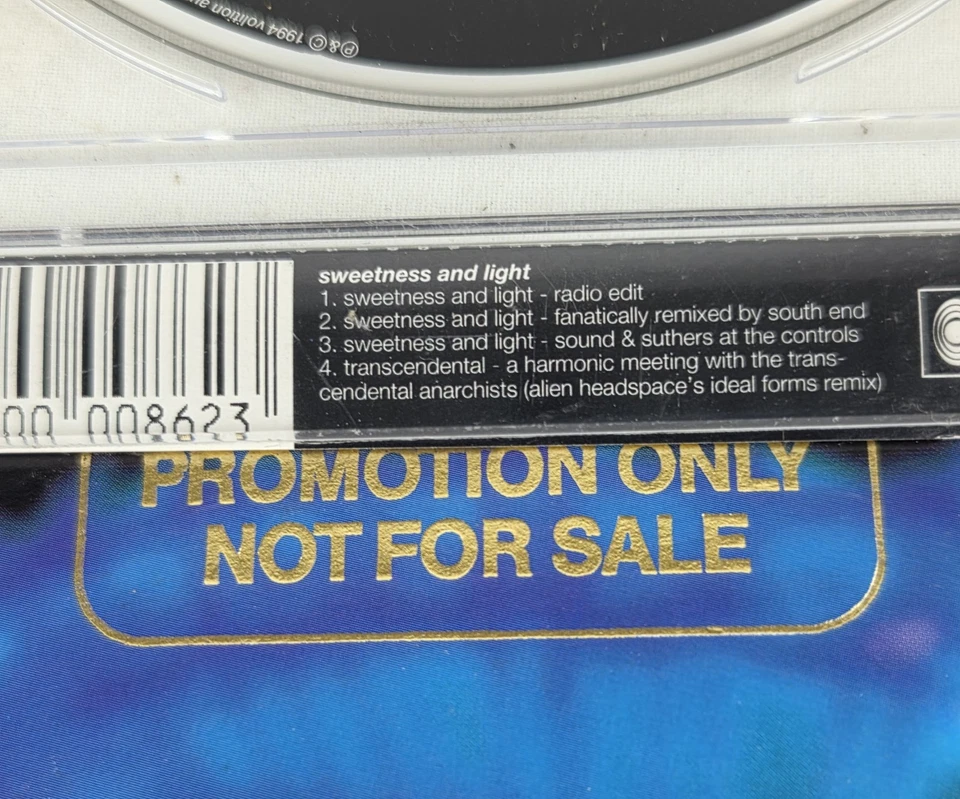 ℗ & © 1994 volition
sweetness and light
1. sweetness and light - radio edit
2. sweetness and light - fanatically remixed by south end
3. sweetness and light - sound & suthers at the controls
4. transcendental - a harmonic meeting with the trans-
cendental anarchists (alien headspace's ideal forms remix)
00 008623
PROMOTION ONLY
NOT FOR SALE